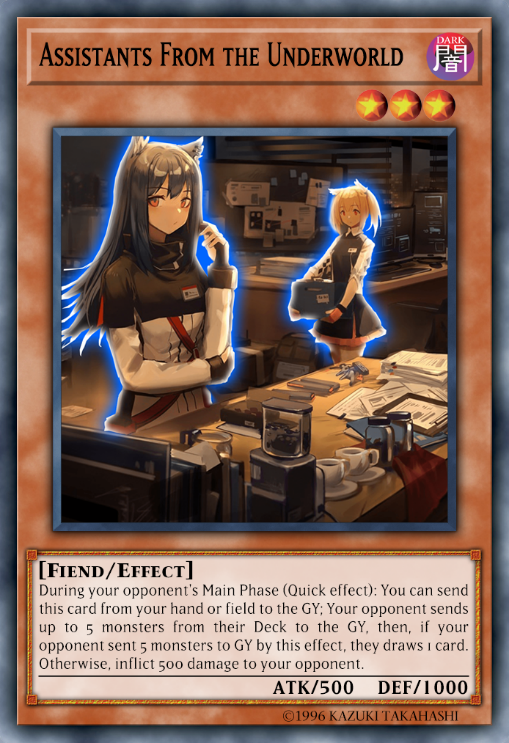 ASSISTANTS FROM THE UNDERWORLD
DARK
闇
[FIEND/EFFECT]
During your opponent's Main Phase (Quick effect): You can send
this card from your hand or field to the GY; Your opponent sends
up to 5 monsters from their Deck to the GY, then, if your
opponent sent 5 monsters to GY by this effect, they draws 1 card.
Otherwise, inflict 500 damage to your opponent.
ATK/500 DEF/1000
©1996 KAZUKI TAKAHASHI